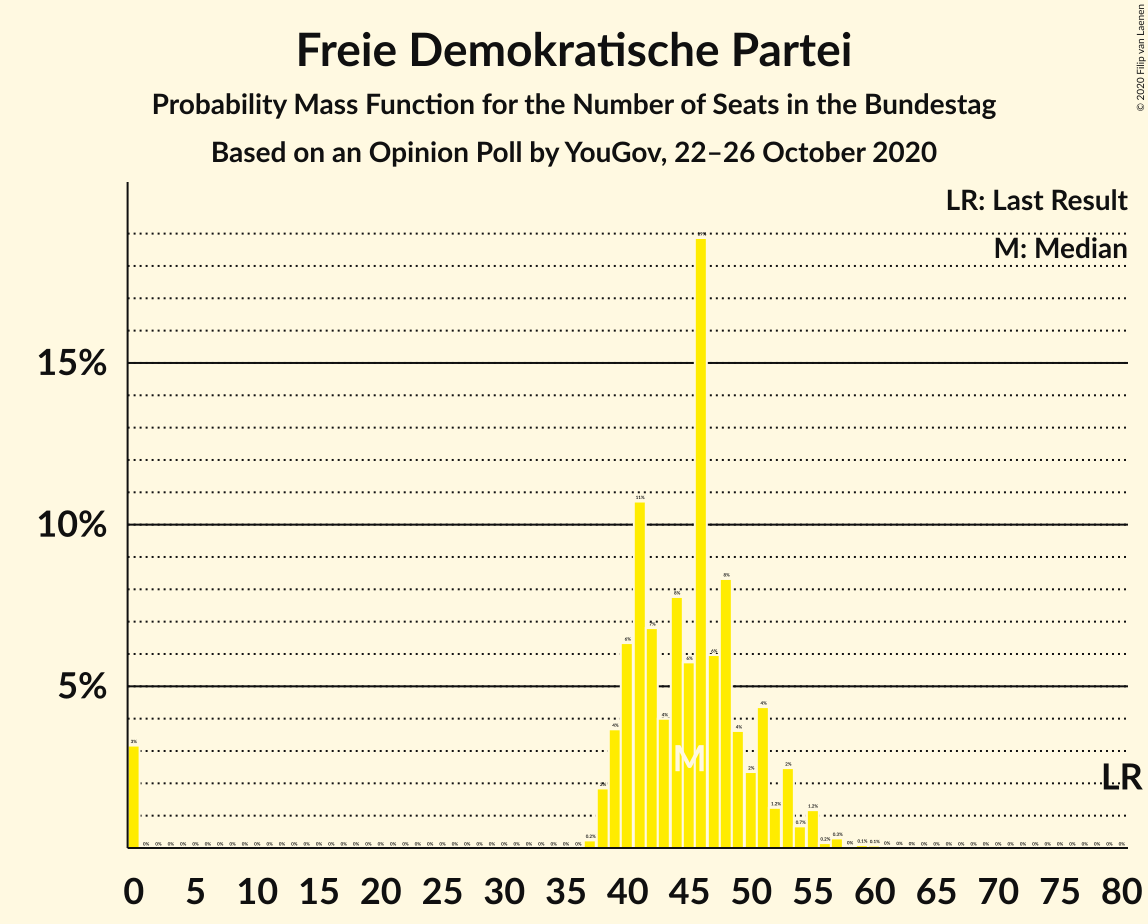 © 2020 Filip van Laenen
Freie Demokratische Partei
Probability Mass Function for the Number of Seats in the Bundestag
Based on an Opinion Poll by YouGov, 22–26 October 2020
LR: Last Result
M: Median
15%
10%
5%
M
LR
0 5 10 15 20 25 30 35 40 45 50 55 60 65 70 75 80